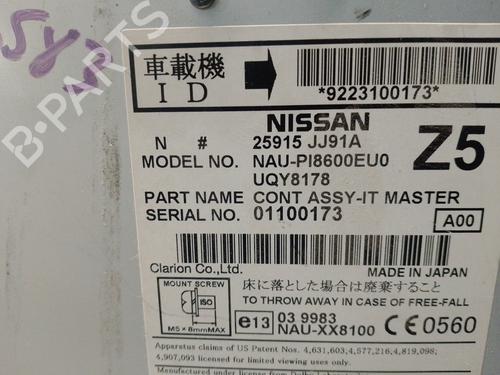 B-PARTS
車載機
I D
*9223100173*
NISSAN
N # 25915 JJ91A
Z5
MODEL NO. NAU-PI8600EU0
UQY8178
PART NAME CONT ASSY-IT MASTER
SERIAL NO. 01100173
A00
Clarion Co.,Ltd.
MADE IN JAPAN
MOUNT SCREW
ISO
M5×8mmMAX
床に落とした場合は廃棄すること
TO THROW AWAY IN CASE OF FREE-FALL
e13 03 9983
NAU-XX8100 CE0560
Apparatus claims of US Patent Nos. 4,631,603;4,577,216;4,819,098;
4,907,093 licensed for limited viewing uses only.